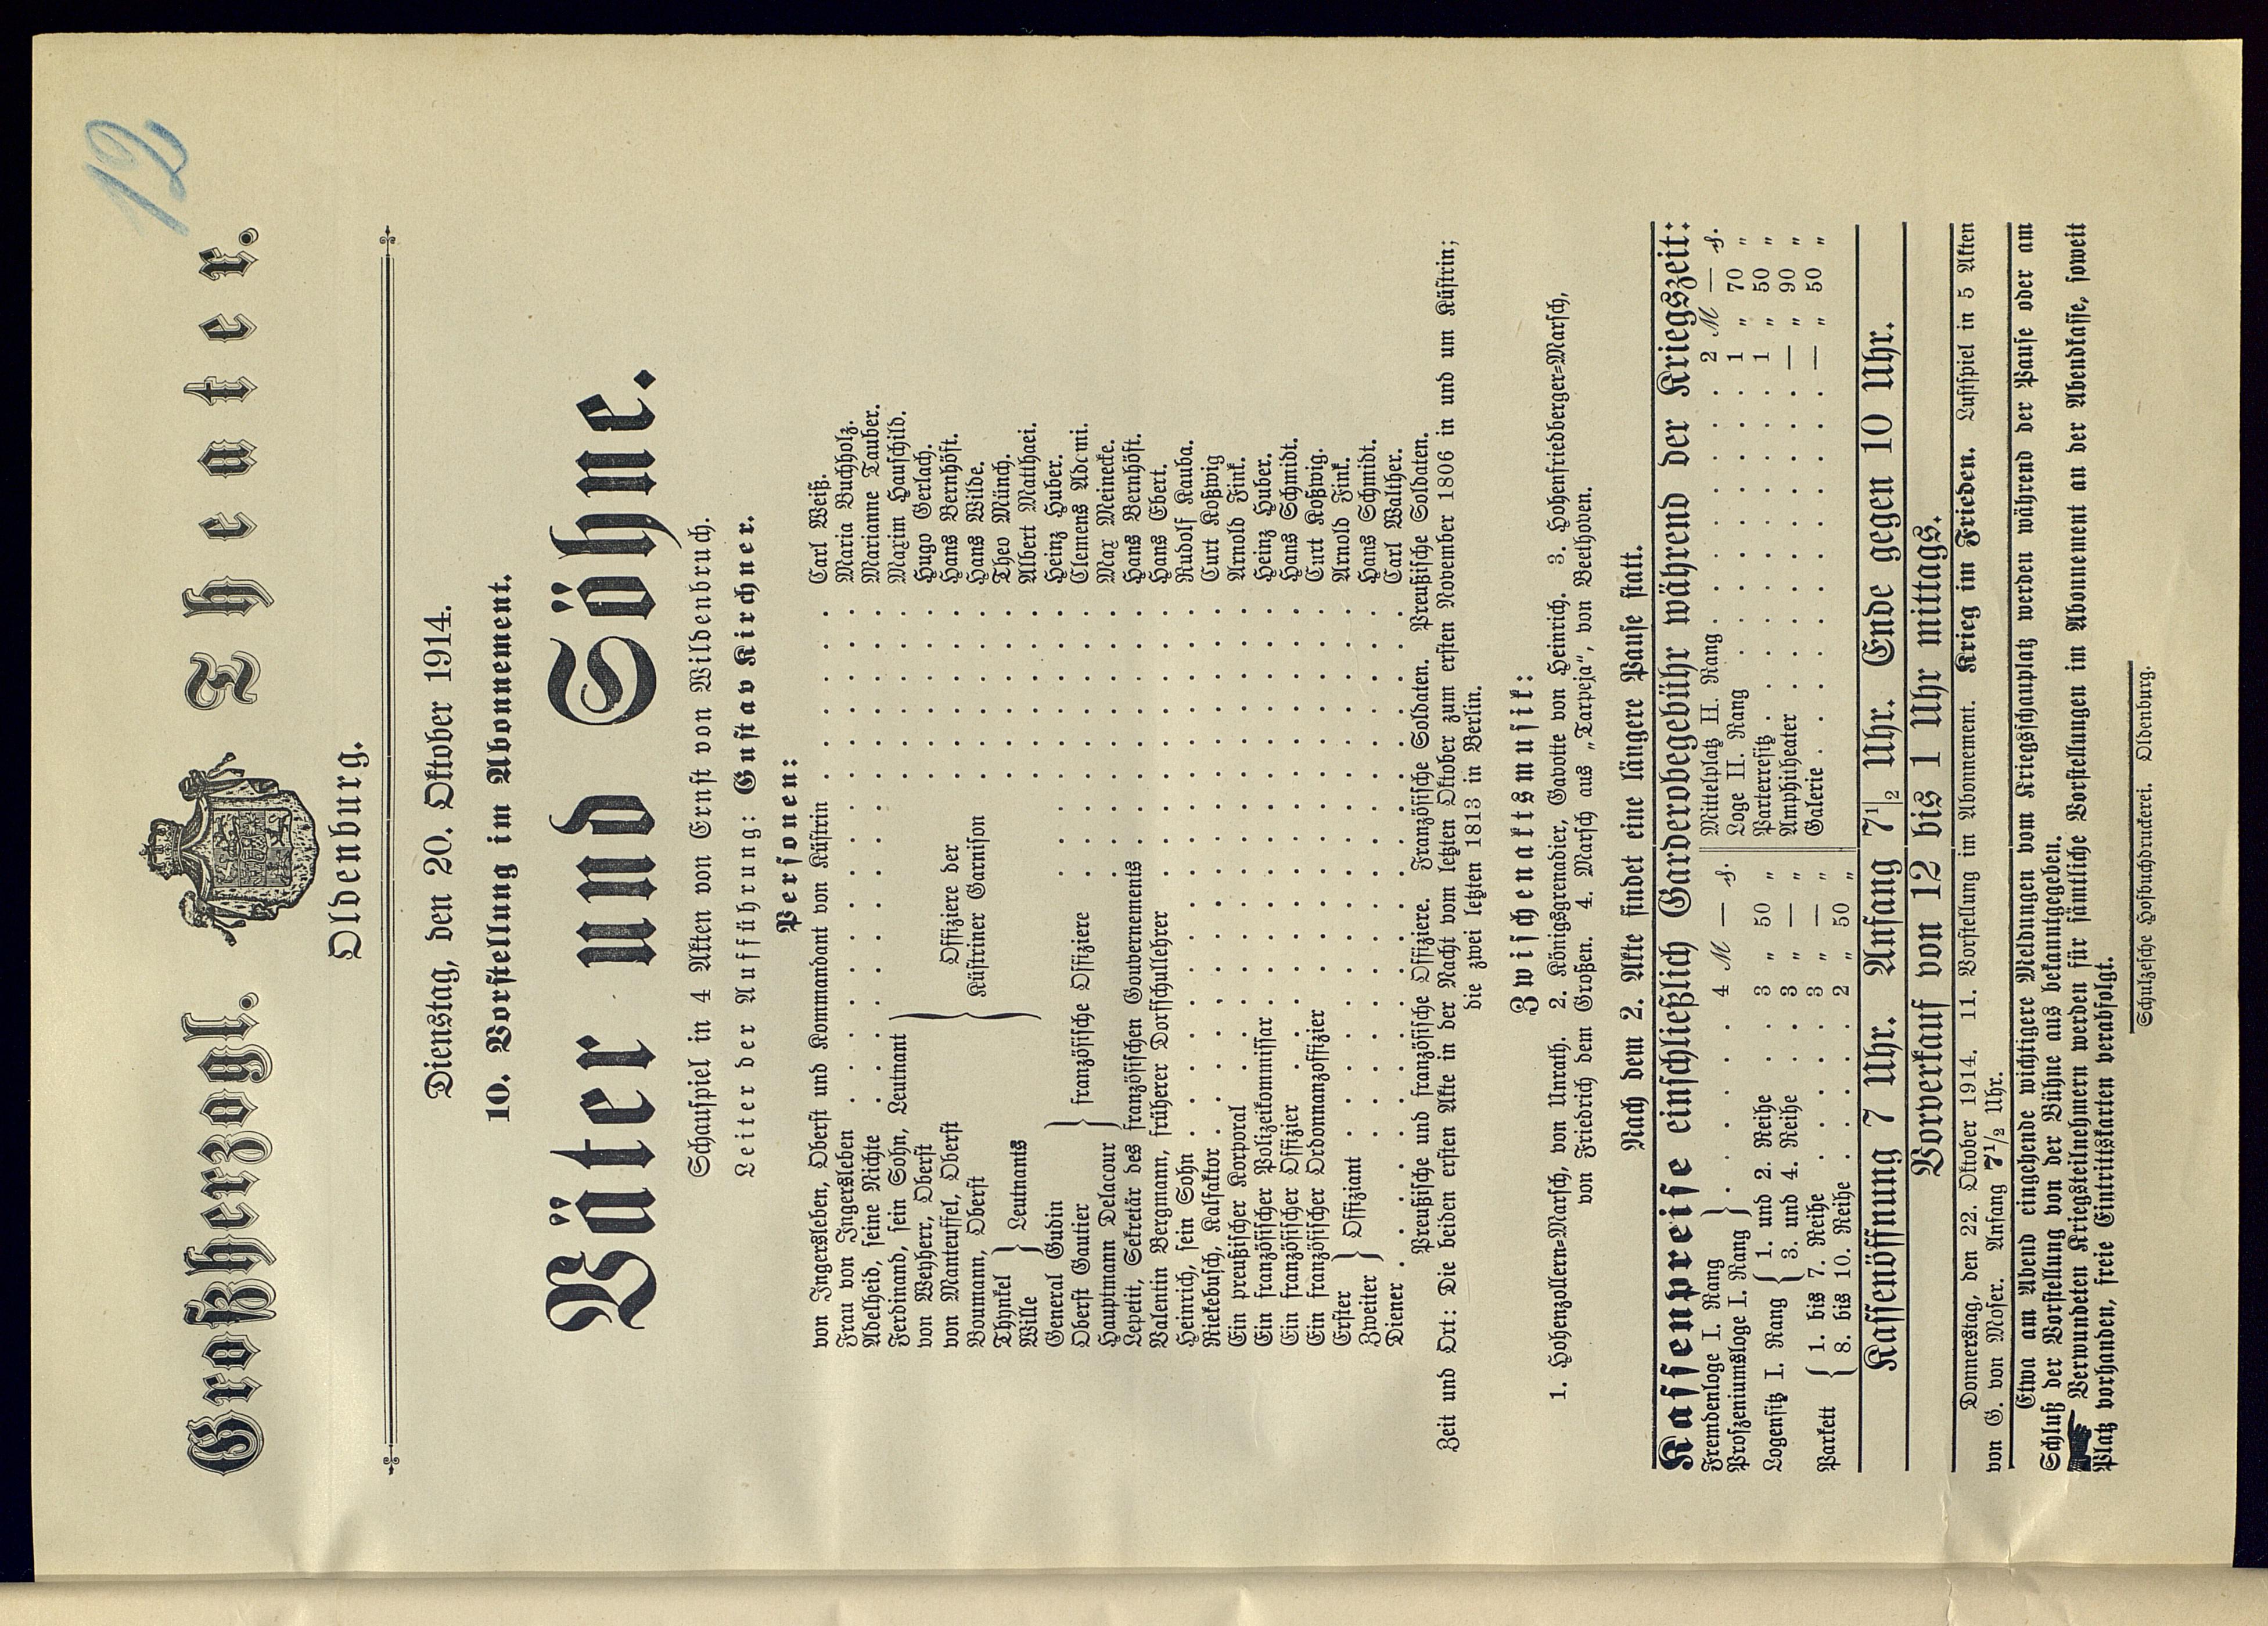 12
Großherzogl. Theater.
Oldenburg.
Dienstag, den 20. Oktober 1914.
10. Vorstellung im Abonnement.
Väter und Söhne.
Schauspiel in 4 Akten von Ernst von Wildenbruch.
Leiter der Aufführung: Gustav Kirchner.
Personen:
von Ingersleben, Oberst und Kommandant von Küstrin . . . . . . . Carl Weiß.
Frau von Ingersleben . . . . . . . . . . . . . . . . Maria Buchholz.
Adelheid, seine Nichte . . . . . . . . . . . . . . . . Marianne Tauber.
Ferdinand, sein Sohn, Leutnant } Offiziere der Küstriner Garnison . . . . . . . Maxim Hauschild.
von Weyherr, Oberst . . . . . . . Hugo Gerlach.
von Manteuffel, Oberst . . . . . . . Hans Bernhöft.
Boumann, Oberst . . . . . . . Hans Wilde.
Thynkel } Leutnants . . . . . . . Theo Münch.
Wille . . . . . . . Albert Matthaei.
General Gudin } französische Offiziere . . . . . . . . . Heinz Huber.
Oberst Gautier . . . . . . . . . Clemens Ademi.
Hauptmann Delacour . . . . . . . . . Max Meinecke.
Lepetit, Sekretär des französischen Gouvernements . . . . . . . . Hans Bernhöft.
Valentin Bergmann, früherer Dorfschullehrer . . . . . . . . . Hans Ebert.
Heinrich, sein Sohn . . . . . . . . . . . . . . . Rudolf Kauba.
Riekebusch, Kalfaktor . . . . . . . . . . . . . . . Curt Koßwig
Ein preußischer Korporal . . . . . . . . . . . . . . Arnold Fink.
Ein französischer Polizeikommissar . . . . . . . . . . . . Heinz Huber.
Ein französischer Offizier . . . . . . . . . . . . . . Hans Schmidt.
Ein französischer Ordonnanzoffizier . . . . . . . . . . . . Curt Koßwig.
Erster } Offiziant . . . . . . . . . . . . . . . Arnold Fink.
Zweiter . . . . . . . . . . . . . . . Hans Schmidt.
Diener . . . . . . . . . . . . . . . . . . . Carl Walther.
Preußische und französische Offiziere. Französische Soldaten. Preußische Soldaten.
Zeit und Ort: Die beiden ersten Akte in der Nacht vom letzten Oktober zum ersten November 1806 in und um Küstrin;
die zwei letzten 1813 in Berlin.
Zwischenaktsmusik:
1. Hohenzollern=Marsch, von Unrath. 2. Königsgrenadier, Gavotte von Heinrich. 3. Hohenfriedberger=Marsch,
von Friedrich dem Großen. 4. Marsch aus „Tarpeja“, von Beethoven.
Nach dem 2. Akte findet eine längere Pause statt.
Kassenpreise einschließlich Garderobegebühr während der Kriegszeit:
Fremdenloge I. Rang } . . . . . 4 M — S.
Proszeniumsloge I. Rang
Logensitz I. Rang { 1. und 2. Reihe . . 3 „ 50 „
3. und 4. Reihe . . 3 „ — „
Parkett { 1. bis 7. Reihe . . . . . 3 „ — „
8. bis 10. Reihe . . . . . 2 „ 50 „
Mittelplatz II. Rang . . . . . . . . 2 M — S.
Loge II. Rang . . . . . . . . 1 „ 70 „
Parterresitz . . . . . . . . 1 „ 50 „
Amphitheater . . . . . . . . — „ 90 „
Galerie . . . . . . . . — „ 50 „
Kassenöffnung 7 Uhr. Anfang 7 1/2 Uhr. Ende gegen 10 Uhr.
Vorverkauf von 12 bis 1 Uhr mittags.
Donnerstag, den 22. Oktober 1914. 11. Vorstellung im Abonnement. Krieg im Frieden. Lustspiel in 5 Akten
von G. von Moser. Anfang 7 1/2 Uhr.
Etwa am Abend eingehende wichtigere Meldungen vom Kriegsschauplatz werden während der Pause oder am
Schluß der Vorstellung von der Bühne aus bekanntgegeben.
Verwundeten Kriegsteilnehmern werden für sämtliche Vorstellungen im Abonnement an der Abendkasse, soweit
Platz vorhanden, freie Eintrittskarten verabfolgt.
Schulzesche Hofbuchdruckerei. Oldenburg.